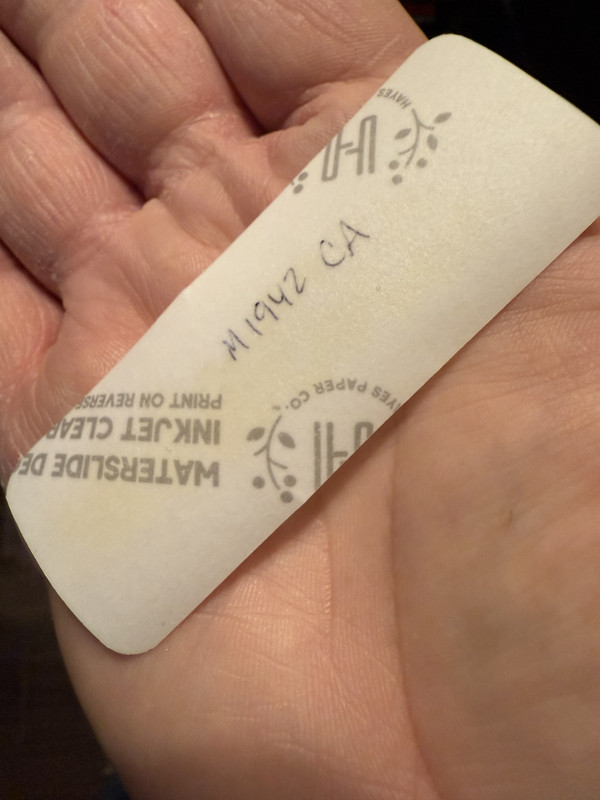 M1942 CA
WATERSLIDE DE
INKJET CLEAR
PRINT ON REVERSE
YES PAPER CO.
HAYES